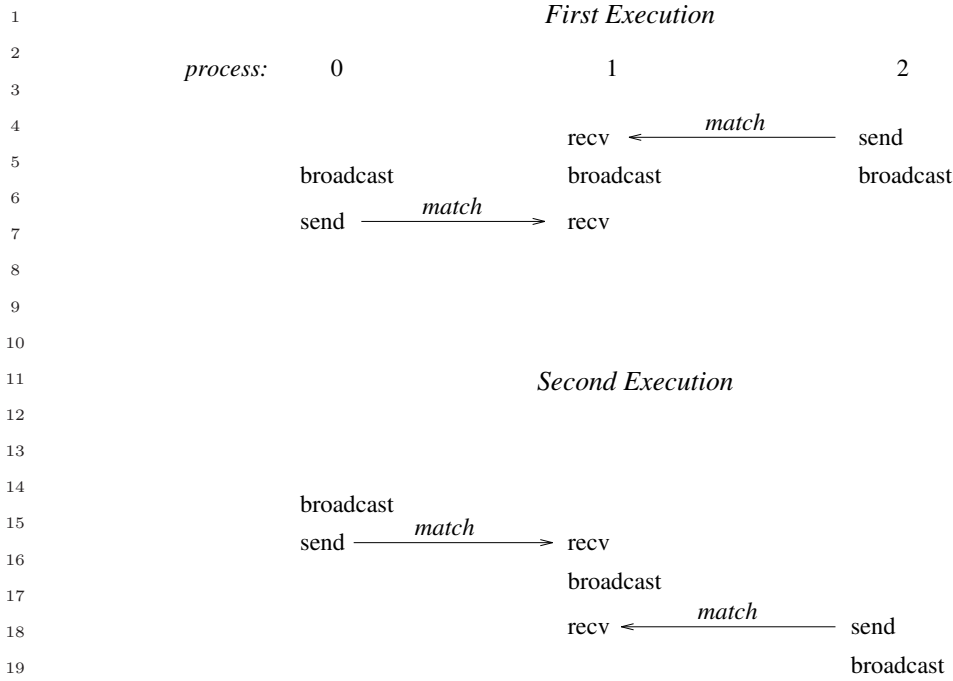 1 First Execution
2
process: 0 1 2
3
4 match
recv send
5
broadcast broadcast broadcast
6
match
send recv
7
8
9
10
11 Second Execution
12
13
14
broadcast
15 match
send recv
16
broadcast
17
match
18 recv send
19 broadcast